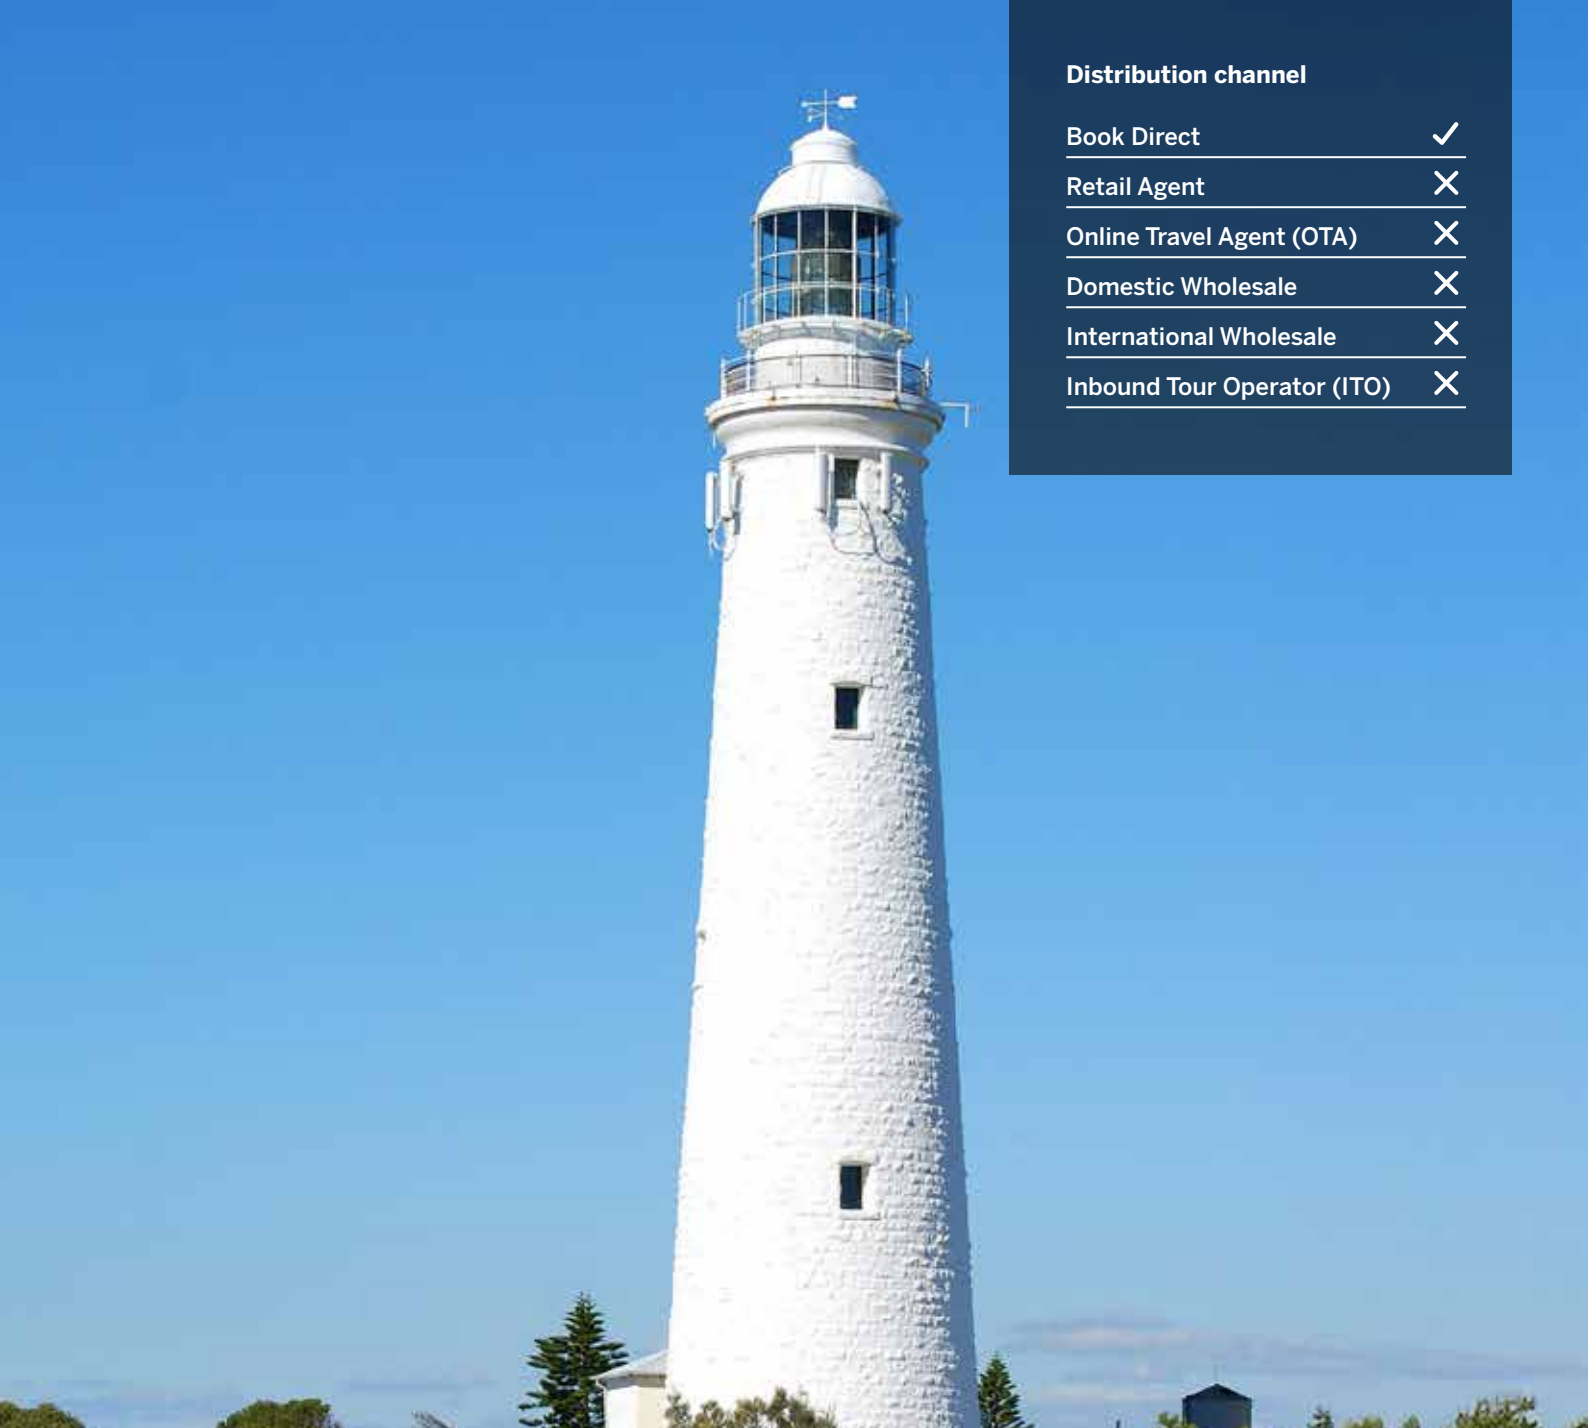 Distribution channel
Book Direct ✓
Retail Agent ✕
Online Travel Agent (OTA) ✕
Domestic Wholesale ✕
International Wholesale ✕
Inbound Tour Operator (ITO) ✕